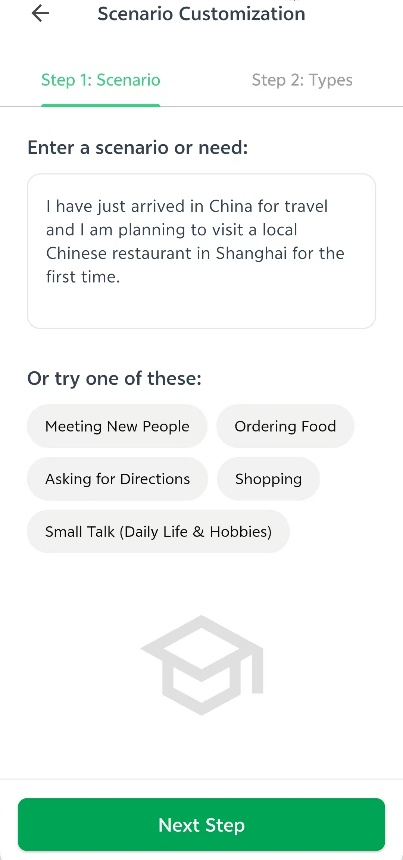 Scenario Customization
Step 1: Scenario
Step 2: Types
Enter a scenario or need:
I have just arrived in China for travel
and I am planning to visit a local
Chinese restaurant in Shanghai for the
first time.
Or try one of these:
Meeting New People
Ordering Food
Asking for Directions
Shopping
Small Talk (Daily Life & Hobbies)
Next Step